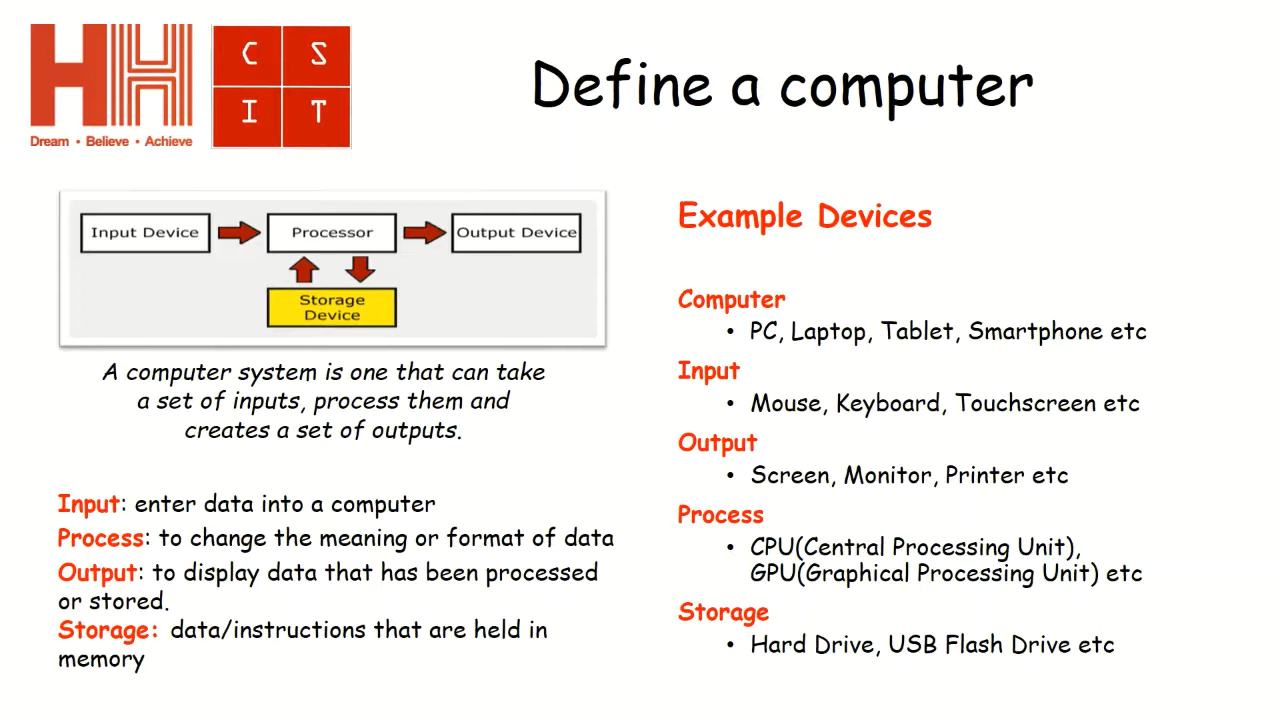 C S
I T
Dream • Believe • Achieve
Define a computer
Input Device
Processor
Output Device
Storage
Device
A computer system is one that can take
a set of inputs, process them and
creates a set of outputs.
Input: enter data into a computer
Process: to change the meaning or format of data
Output: to display data that has been processed
or stored.
Storage: data/instructions that are held in
memory
Example Devices
Computer
• PC, Laptop, Tablet, Smartphone etc
Input
• Mouse, Keyboard, Touchscreen etc
Output
• Screen, Monitor, Printer etc
Process
• CPU(Central Processing Unit),
GPU(Graphical Processing Unit) etc
Storage
• Hard Drive, USB Flash Drive etc